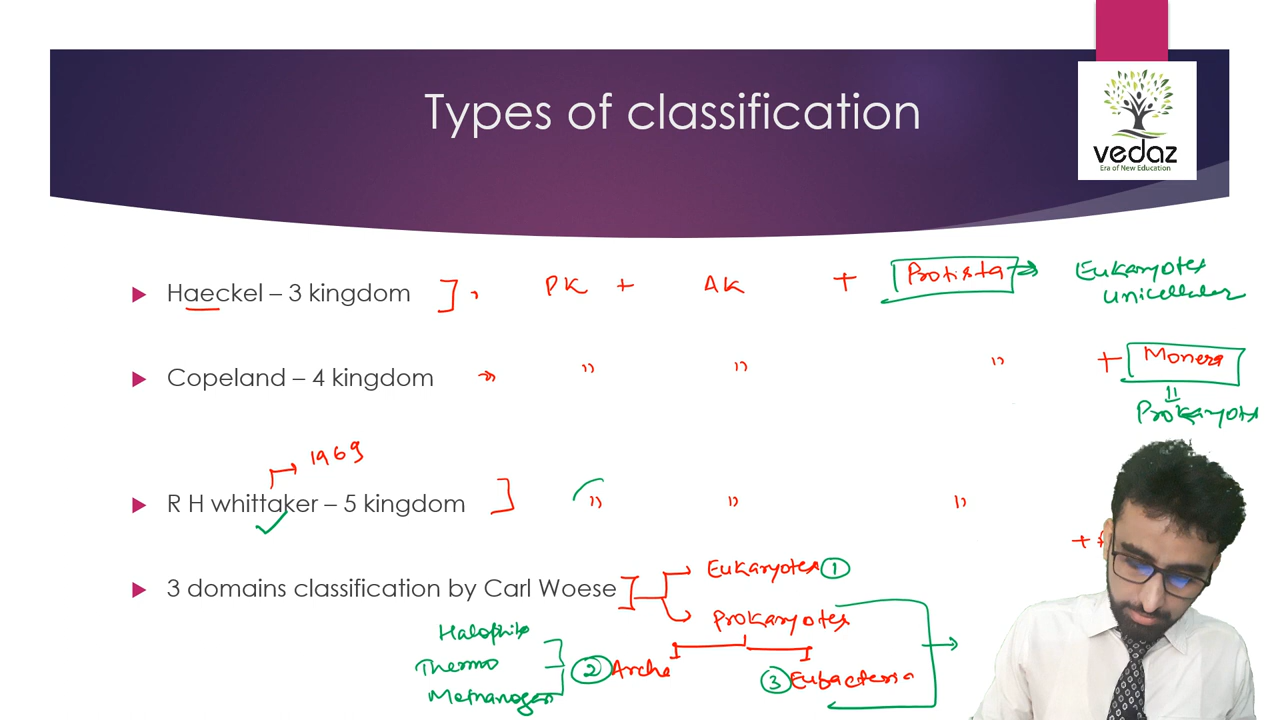 Types of classification
vedaz
Era of New Education
Haeckel – 3 kingdom ] PK + AK + Protista → Eukaryotes
Unicellular
Copeland – 4 kingdom → " " " + Monera
Prokaryotes
1969
R H whittaker – 5 kingdom ] " " "
+
3 domains classification by Carl Woese
Eukaryotes 1
Prokaryotes
Halophile
Thermo
Methanogen
2 Arche
3 Eubacteria